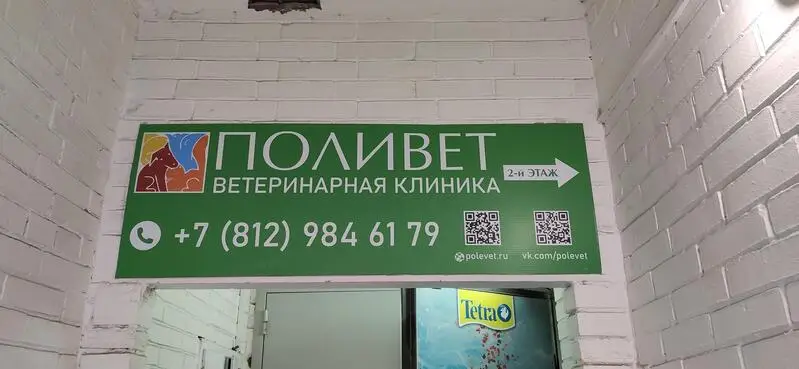 ПОЛИВЕТ
2-й ЭТАЖ
ВЕТЕРИНАРНАЯ КЛИНИКА
+7 (812) 984 61 79
polevet.ru
vk.com/polevet
Tetra